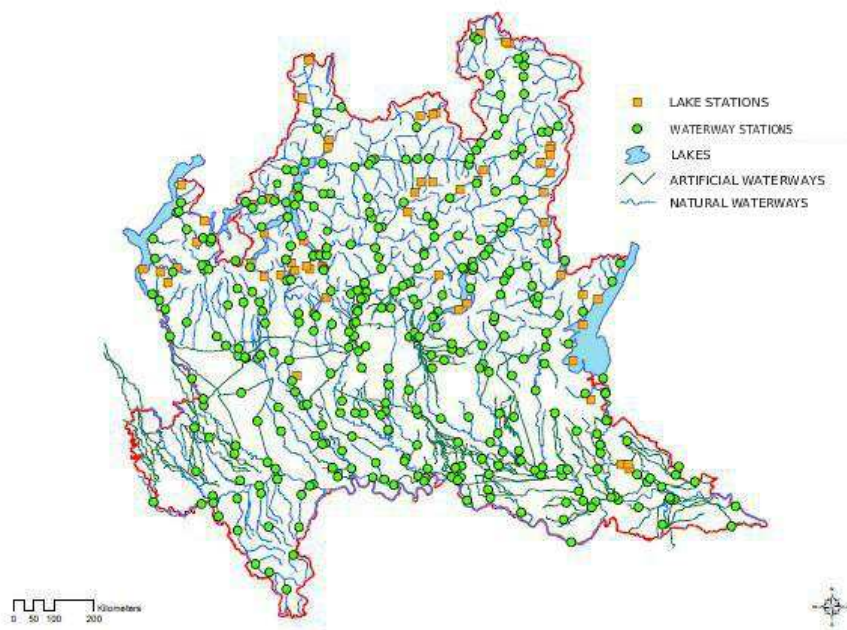 LAKE STATIONS
WATERWAY STATIONS
LAKES
ARTIFICIAL WATERWAYS
NATURAL WATERWAYS
Kilometers
0 50 100 200